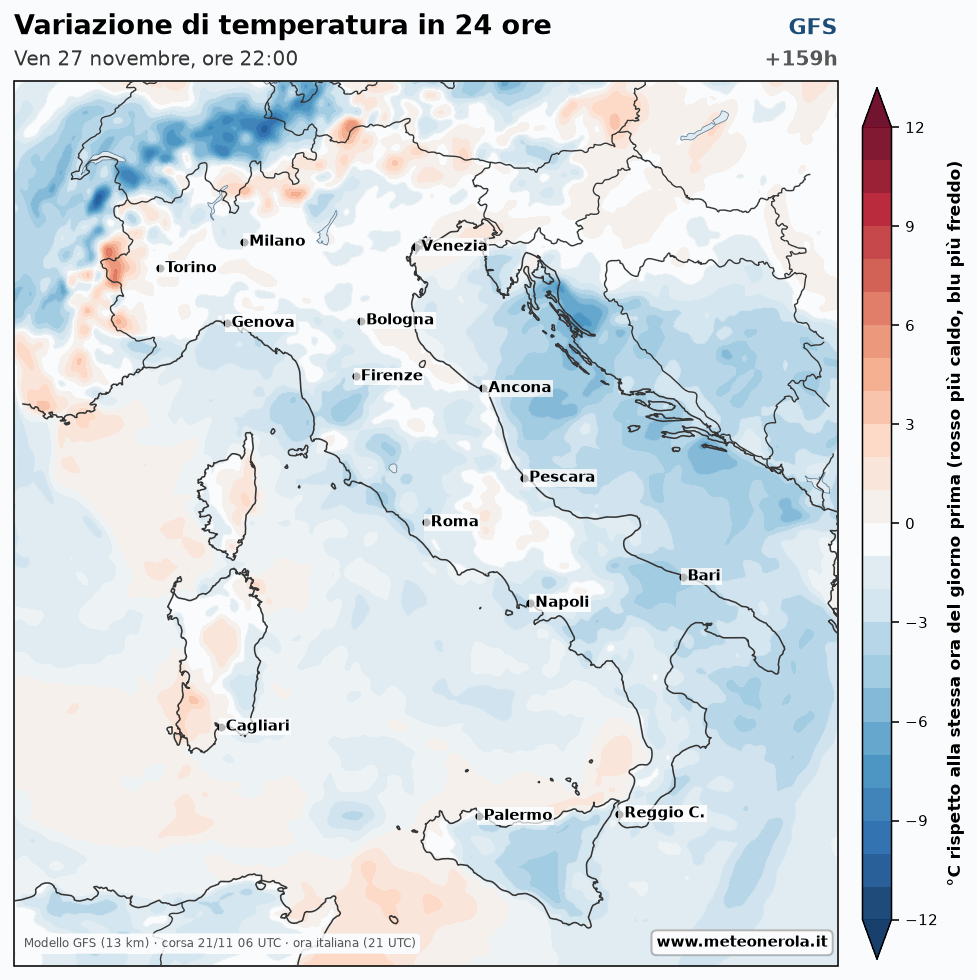 Variazione di temperatura in 24 ore
GFS
Ven 27 novembre, ore 22:00
+159h
Milano
Venezia
Torino
Genova
Bologna
Firenze
Ancona
Pescara
Roma
Bari
Napoli
Cagliari
Palermo
Reggio C.
Modello GFS (13 km) · corsa 21/11 06 UTC · ora italiana (21 UTC)
www.meteonerola.it
12
9
6
3
0
−3
−6
−9
−12
°C rispetto alla stessa ora del giorno prima (rosso più caldo, blu più freddo)